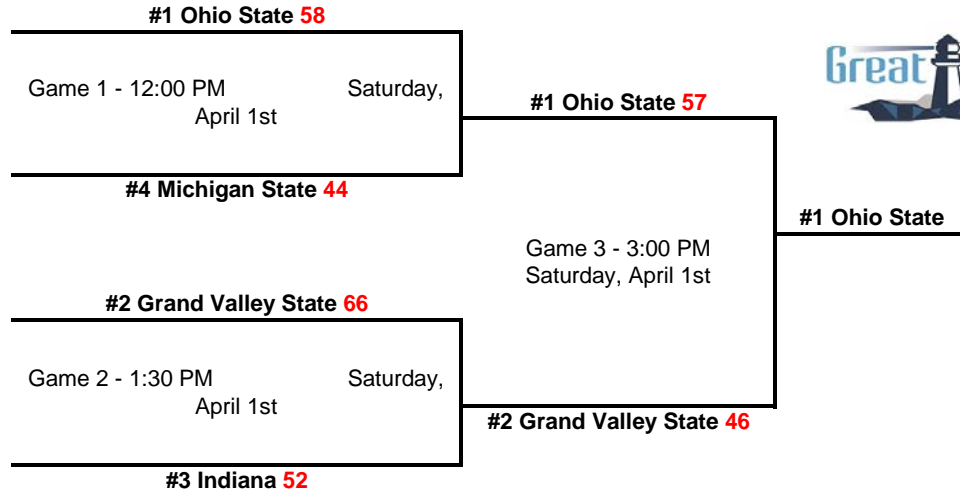 #1 Ohio State 58
Game 1 - 12:00 PM Saturday,
April 1st
#4 Michigan State 44
#1 Ohio State 57
Great
#1 Ohio State
Game 3 - 3:00 PM
Saturday, April 1st
#2 Grand Valley State 66
Game 2 - 1:30 PM Saturday,
April 1st
#2 Grand Valley State 46
#3 Indiana 52